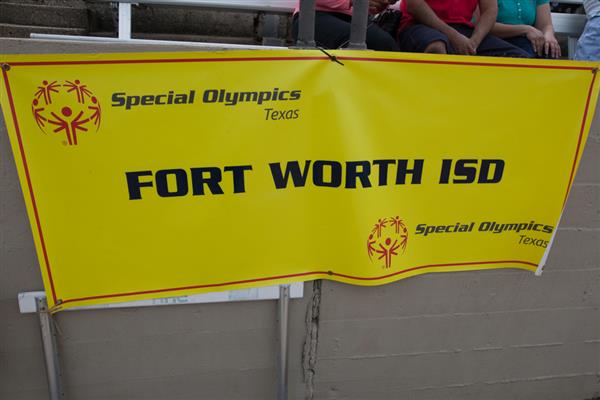 Special Olympics
Texas
FORT WORTH ISD
Special Olympics
Texas